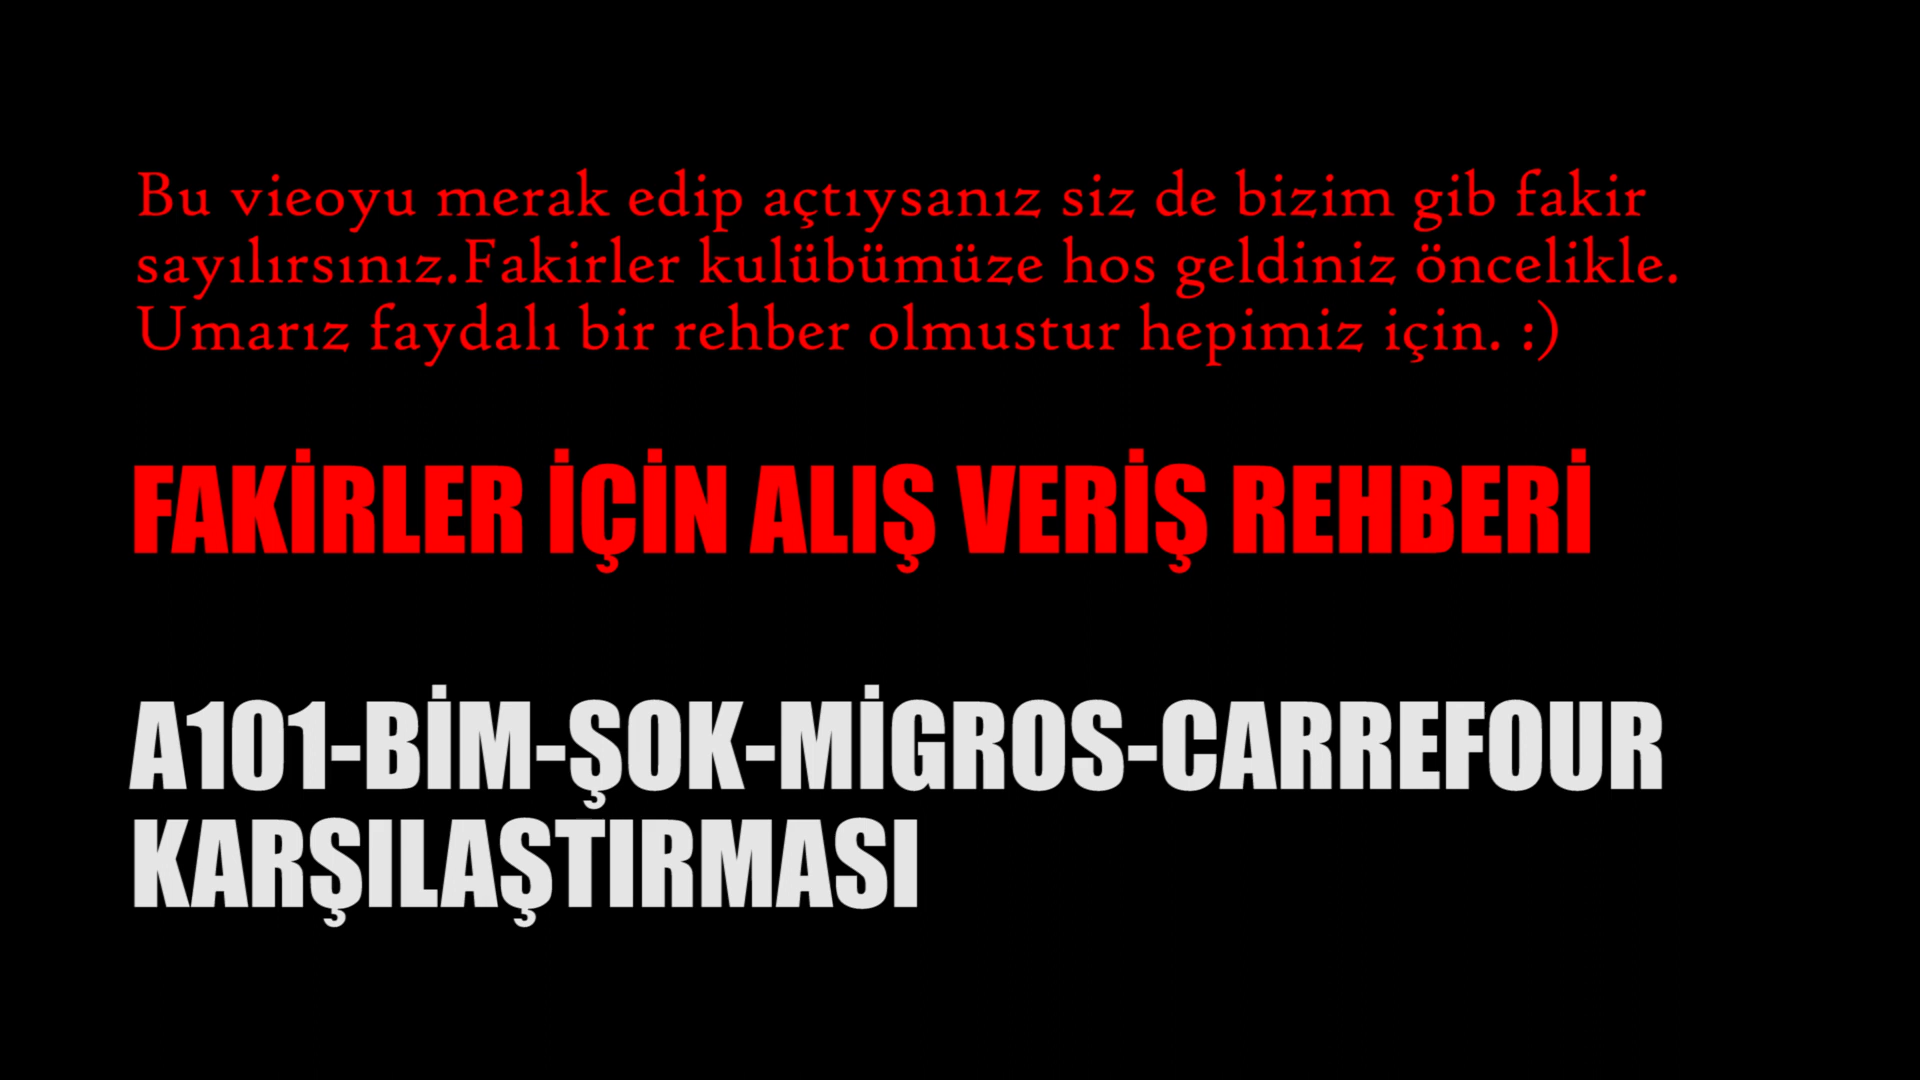 Bu vieoyu merak edip açtıysanız siz de bizim gib fakir
sayılırsınız.Fakirler kulübümüze hos geldiniz öncelikle.
Umarız faydalı bir rehber olmustur hepimiz için. :)
FAKİRLER İÇİN ALIŞ VERİŞ REHBERİ
A101-BİM-ŞOK-MİGROS-CARREFOUR
KARŞILAŞTIRMASI